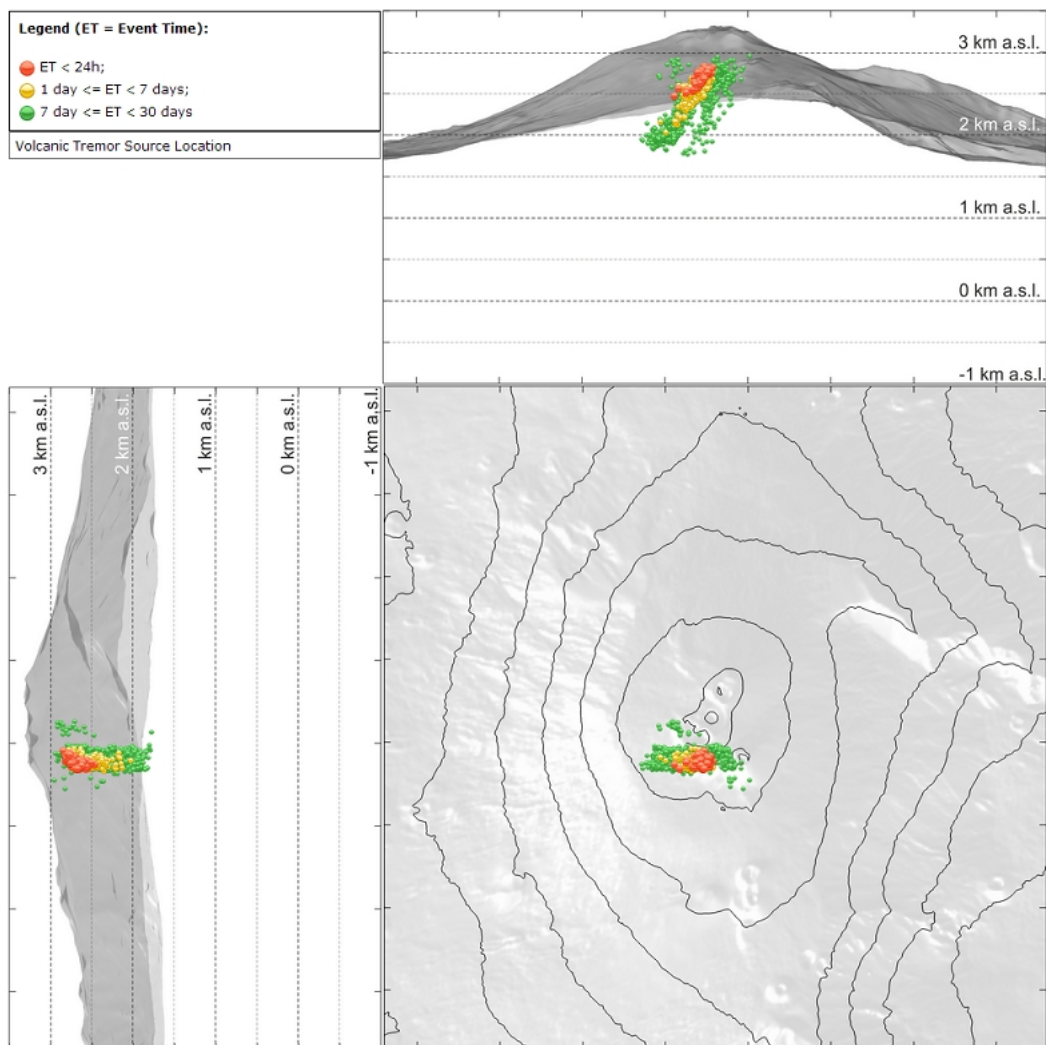 Legend (ET = Event Time):
ET < 24h;
1 day <= ET < 7 days;
7 day <= ET < 30 days
Volcanic Tremor Source Location
3 km a.s.l.
2 km a.s.l.
1 km a.s.l.
0 km a.s.l.
-1 km a.s.l.
3 km a.s.l.
2 km a.s.l.
1 km a.s.l.
0 km a.s.l.
-1 km a.s.l.